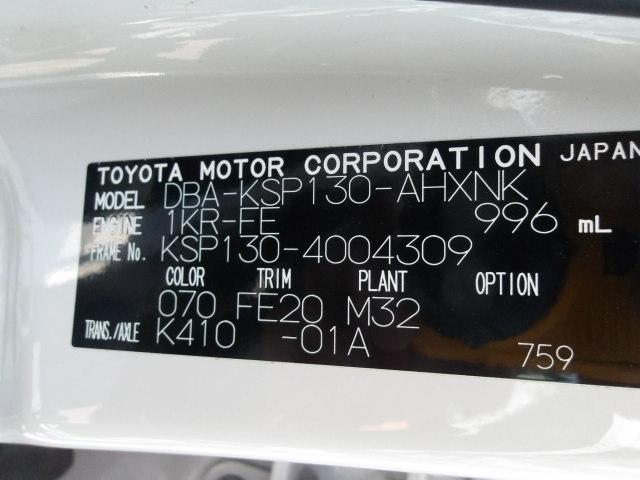 TOYOTA MOTOR CORPORATION JAPAN
MODEL DBA-KSP130-AHXNK
ENGINE 1KR-FE 996 mL
FRAME No. KSP130-4004309
COLOR TRIM PLANT OPTION
070 FE20 M32
TRANS./AXLE K410 -01A
759